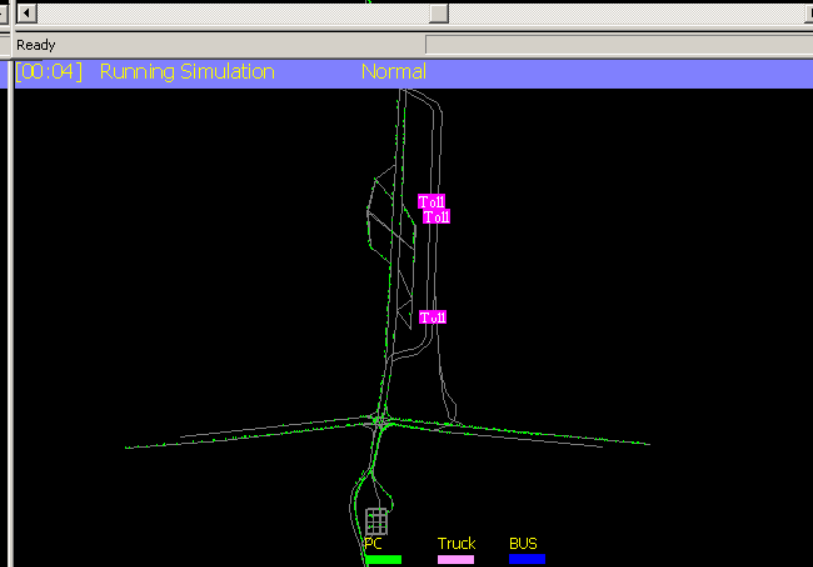 Ready
[00:04] Running Simulation Normal
Toll
Toll
Toll
PC Truck BUS